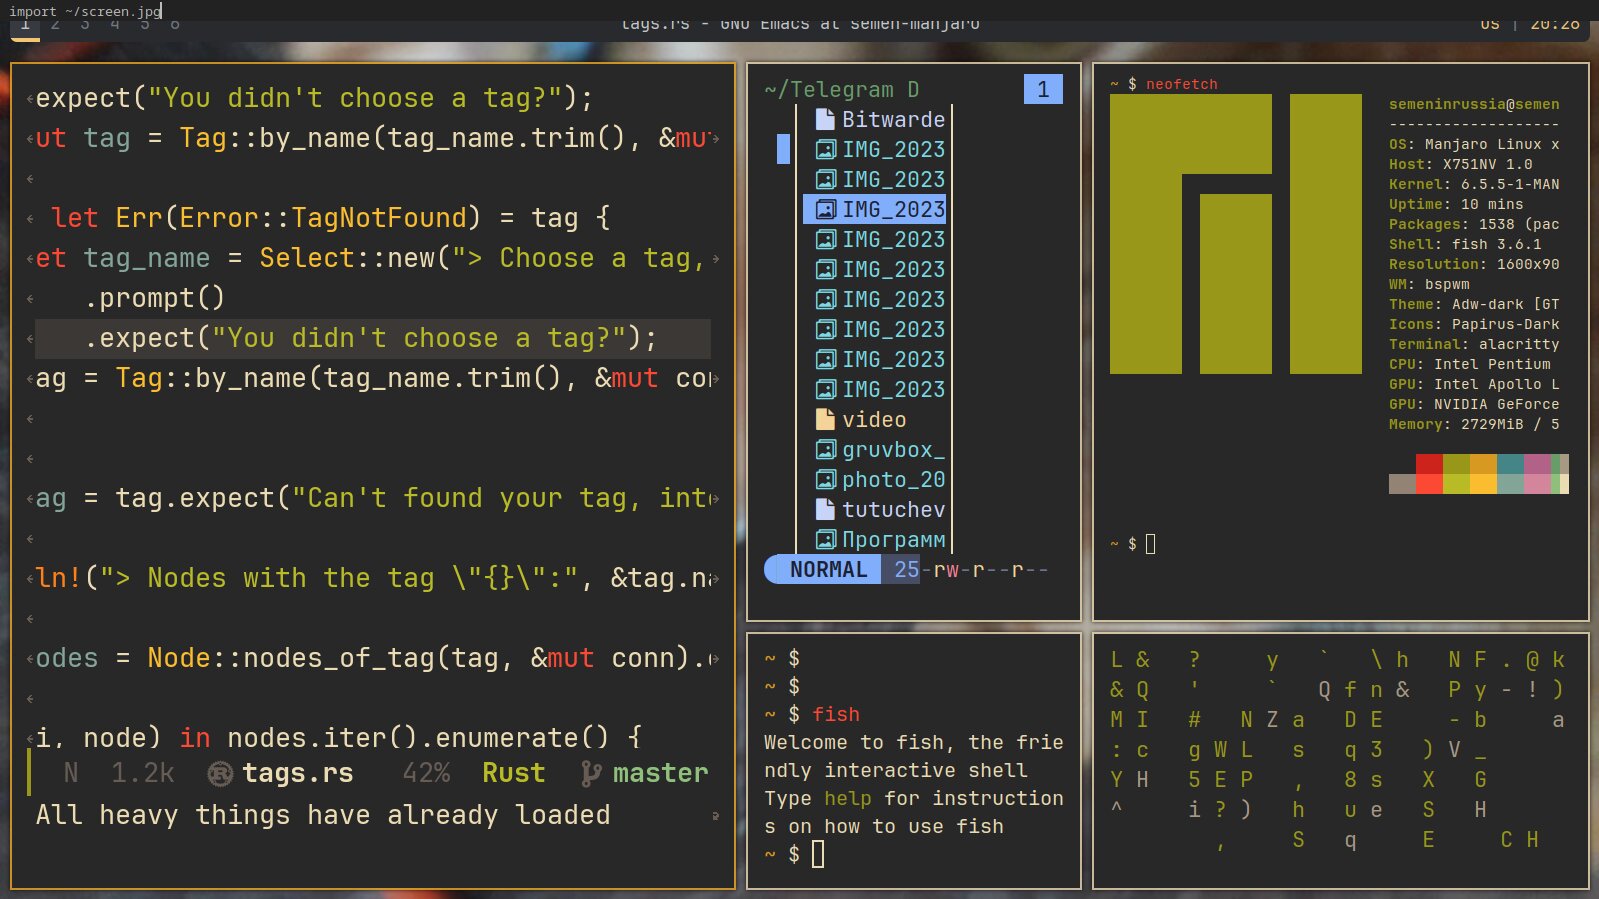 import ~/screen.jpg
1 2 3 4 5 6
tags.rs - GNU Emacs at semen-manjaro
us | 20:26
expect("You didn't choose a tag?");
ut tag = Tag::by_name(tag_name.trim(), &mut
let Err(Error::TagNotFound) = tag {
et tag_name = Select::new("> Choose a tag,
.prompt()
.expect("You didn't choose a tag?");
ag = Tag::by_name(tag_name.trim(), &mut con
ag = tag.expect("Can't found your tag, into
ln!("> Nodes with the tag \"{}\":", &tag.na
odes = Node::nodes_of_tag(tag, &mut conn).
i, node) in nodes.iter().enumerate() {
N 1.2k tags.rs 42% Rust master
All heavy things have already loaded
~/Telegram D 1
Bitwarde
IMG_2023
IMG_2023
IMG_2023
IMG_2023
IMG_2023
IMG_2023
IMG_2023
IMG_2023
IMG_2023
video
gruvbox_
photo_20
tutuchev
Программ
NORMAL 25 -rw-r--r--
~ $ neofetch
semeninrussia@semen
-------------------
OS: Manjaro Linux x
Host: X751NV 1.0
Kernel: 6.5.5-1-MAN
Uptime: 10 mins
Packages: 1538 (pac
Shell: fish 3.6.1
Resolution: 1600x90
WM: bspwm
Theme: Adw-dark [GT
Icons: Papirus-Dark
Terminal: alacritty
CPU: Intel Pentium
GPU: Intel Apollo L
GPU: NVIDIA GeForce
Memory: 2729MiB / 5
~ $
~ $
~ $
~ $ fish
Welcome to fish, the frie
ndly interactive shell
Type help for instruction
s on how to use fish
~ $
L & ? y ` \ h N F . @ k
& Q ' ` Q f n & P y - ! )
M I # N Z a D E - b a
: c g W L s q 3 ) V _
Y H 5 E P , 8 s X G
^ i ? ) h u e S H
, S q E C H